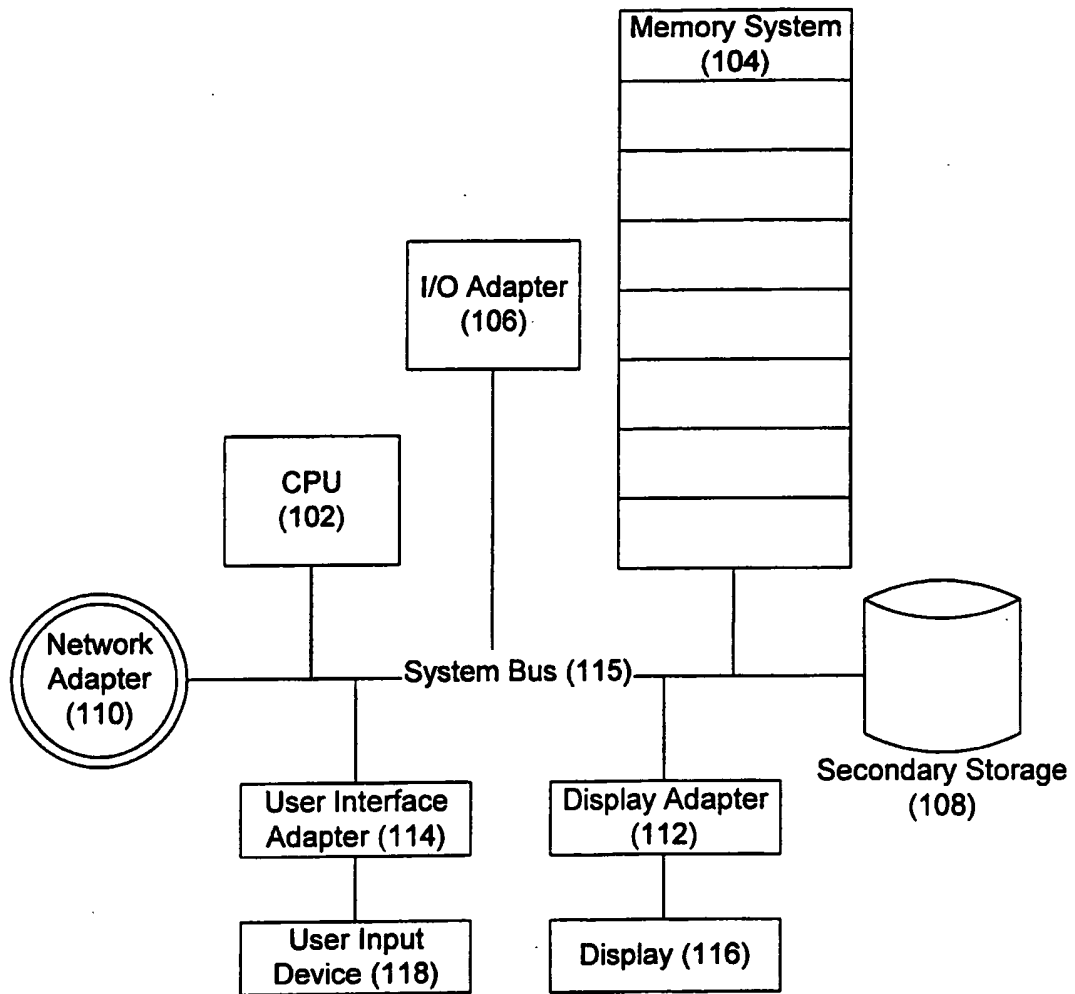 Memory System
(104)
I/O Adapter
(106)
CPU
(102)
Network
Adapter
(110)
System Bus (115)
Secondary Storage
(108)
User Interface
Adapter (114)
Display Adapter
(112)
User Input
Device (118)
Display (116)